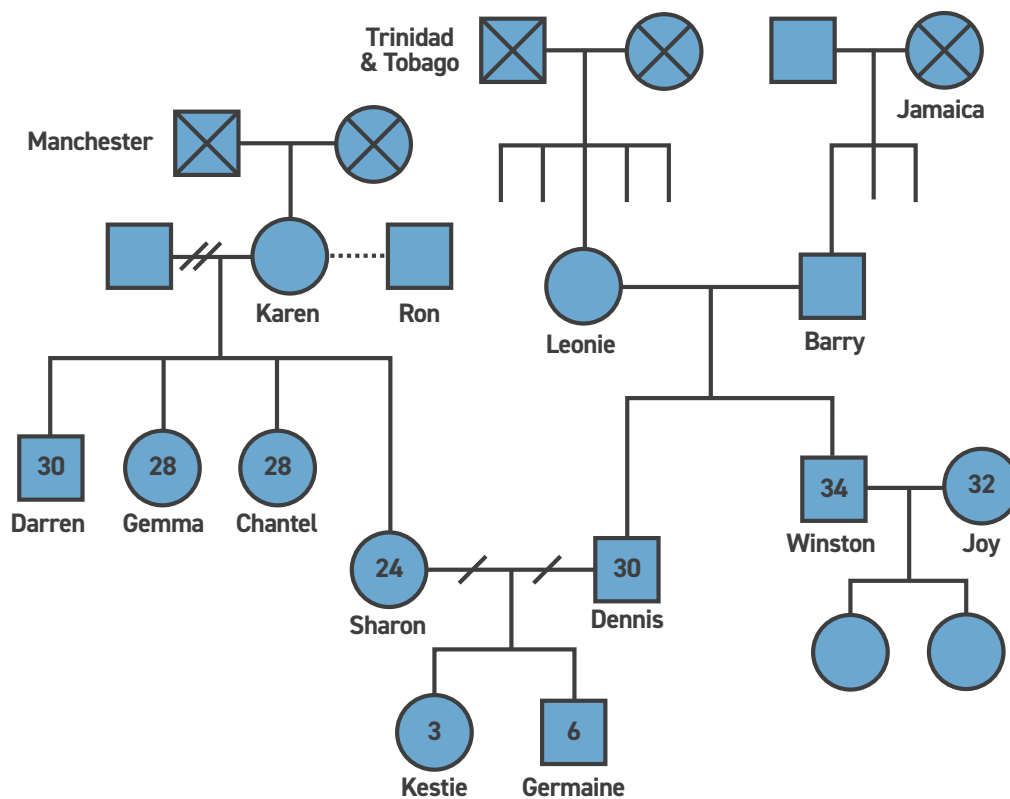 Trinidad
& Tobago
Jamaica
Manchester
Karen
Ron
Leonie
Barry
30
28
28
Darren
Gemma
Chantel
34
32
Winston
Joy
24
30
Sharon
Dennis
3
6
Kestie
Germaine